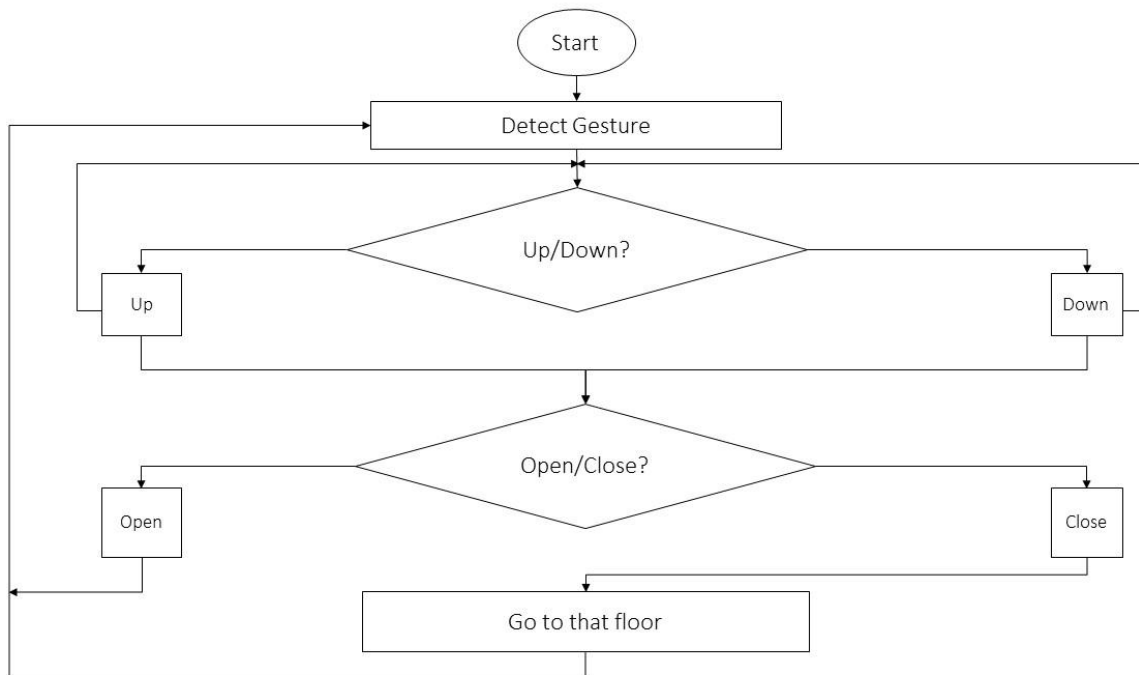 Start
Detect Gesture
Up/Down?
Up
Down
Open/Close?
Open
Close
Go to that floor